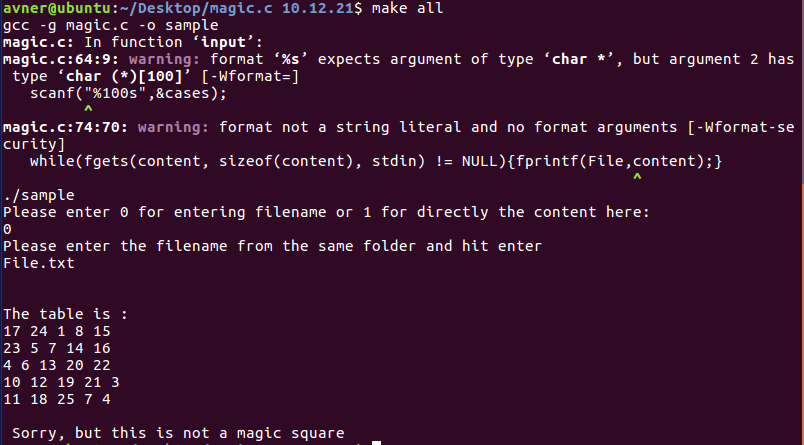 avner@ubuntu:~/Desktop/magic.c 10.12.21$ make all
gcc -g magic.c -o sample
magic.c: In function ‘input’:
magic.c:64:9: warning: format ‘%s’ expects argument of type ‘char *’, but argument 2 has
type ‘char (*)[100]’ [-Wformat=]
scanf("%100s",&cases);
^
magic.c:74:70: warning: format not a string literal and no format arguments [-Wformat-se
curity]
while(fgets(content, sizeof(content), stdin) != NULL){fprintf(File,content);}
^
./sample
Please enter 0 for entering filename or 1 for directly the content here:
0
Please enter the filename from the same folder and hit enter
File.txt
The table is :
17 24 1 8 15
23 5 7 14 16
4 6 13 20 22
10 12 19 21 3
11 18 25 7 4
Sorry, but this is not a magic square